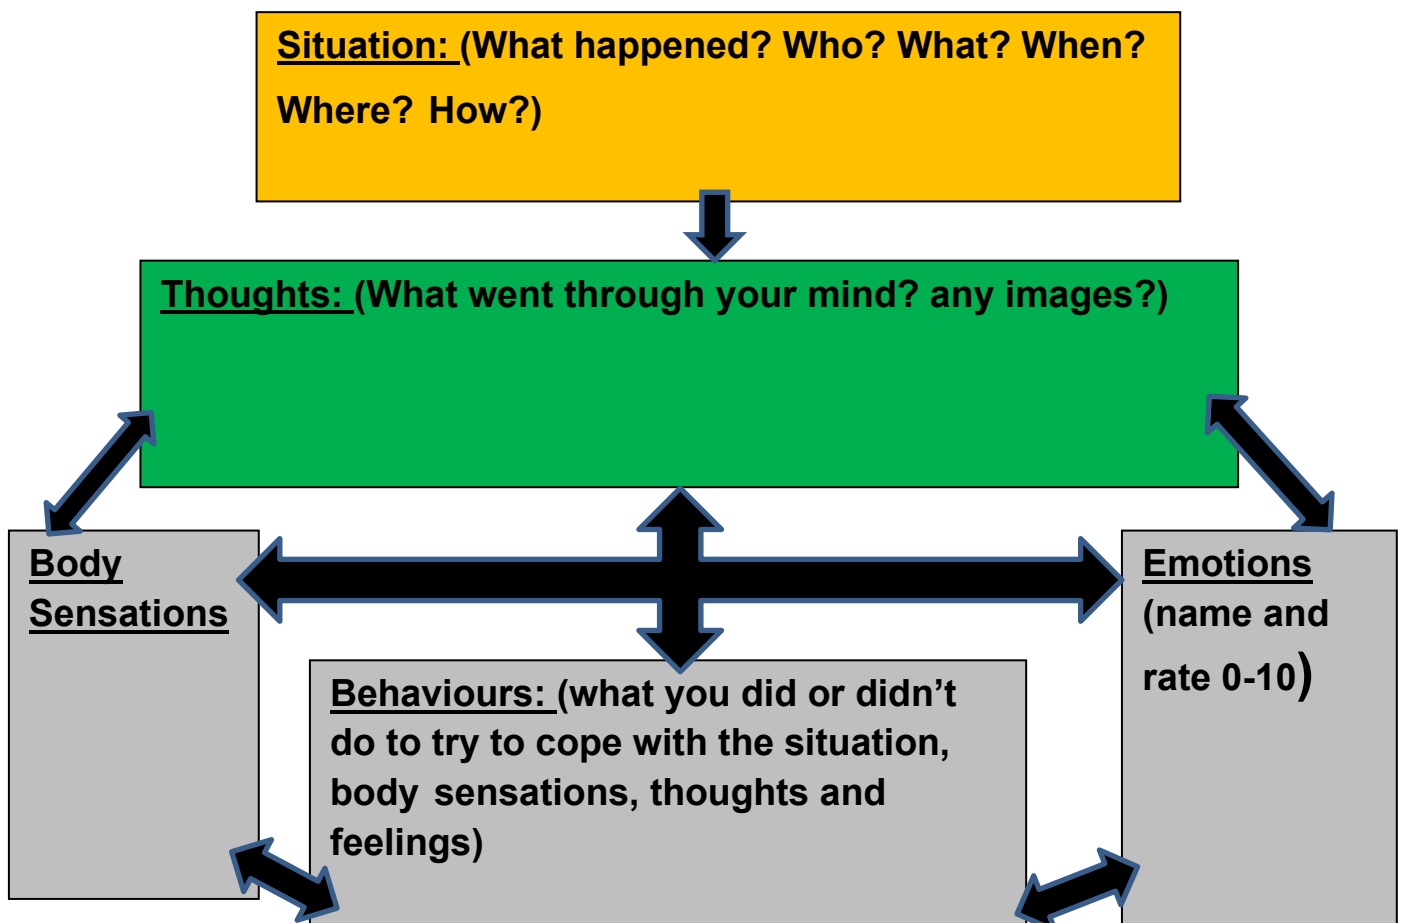 Situation: (What happened? Who? What? When?
Where? How?)
Thoughts: (What went through your mind? any images?)
Body
Sensations
Emotions
(name and
rate 0-10)
Behaviours: (what you did or didn’t
do to try to cope with the situation,
body sensations, thoughts and
feelings)